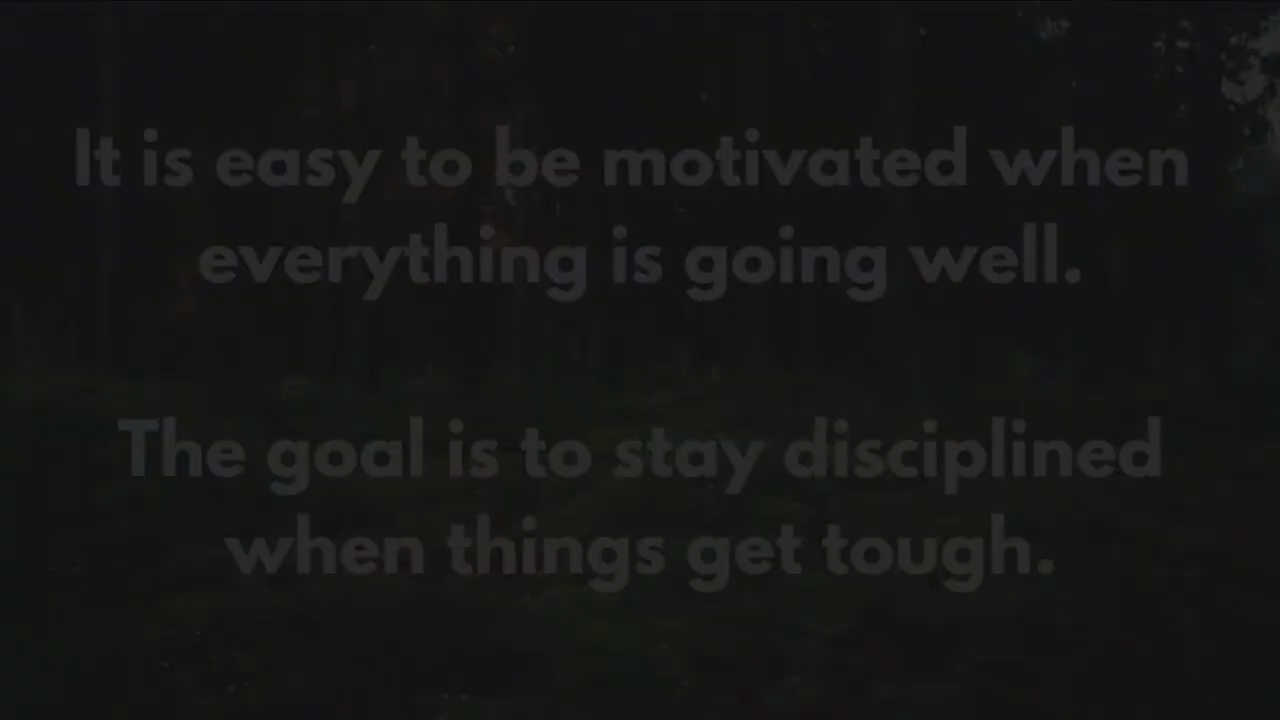 It is easy to be motivated when
everything is going well.
The goal is to stay disciplined
when things get tough.